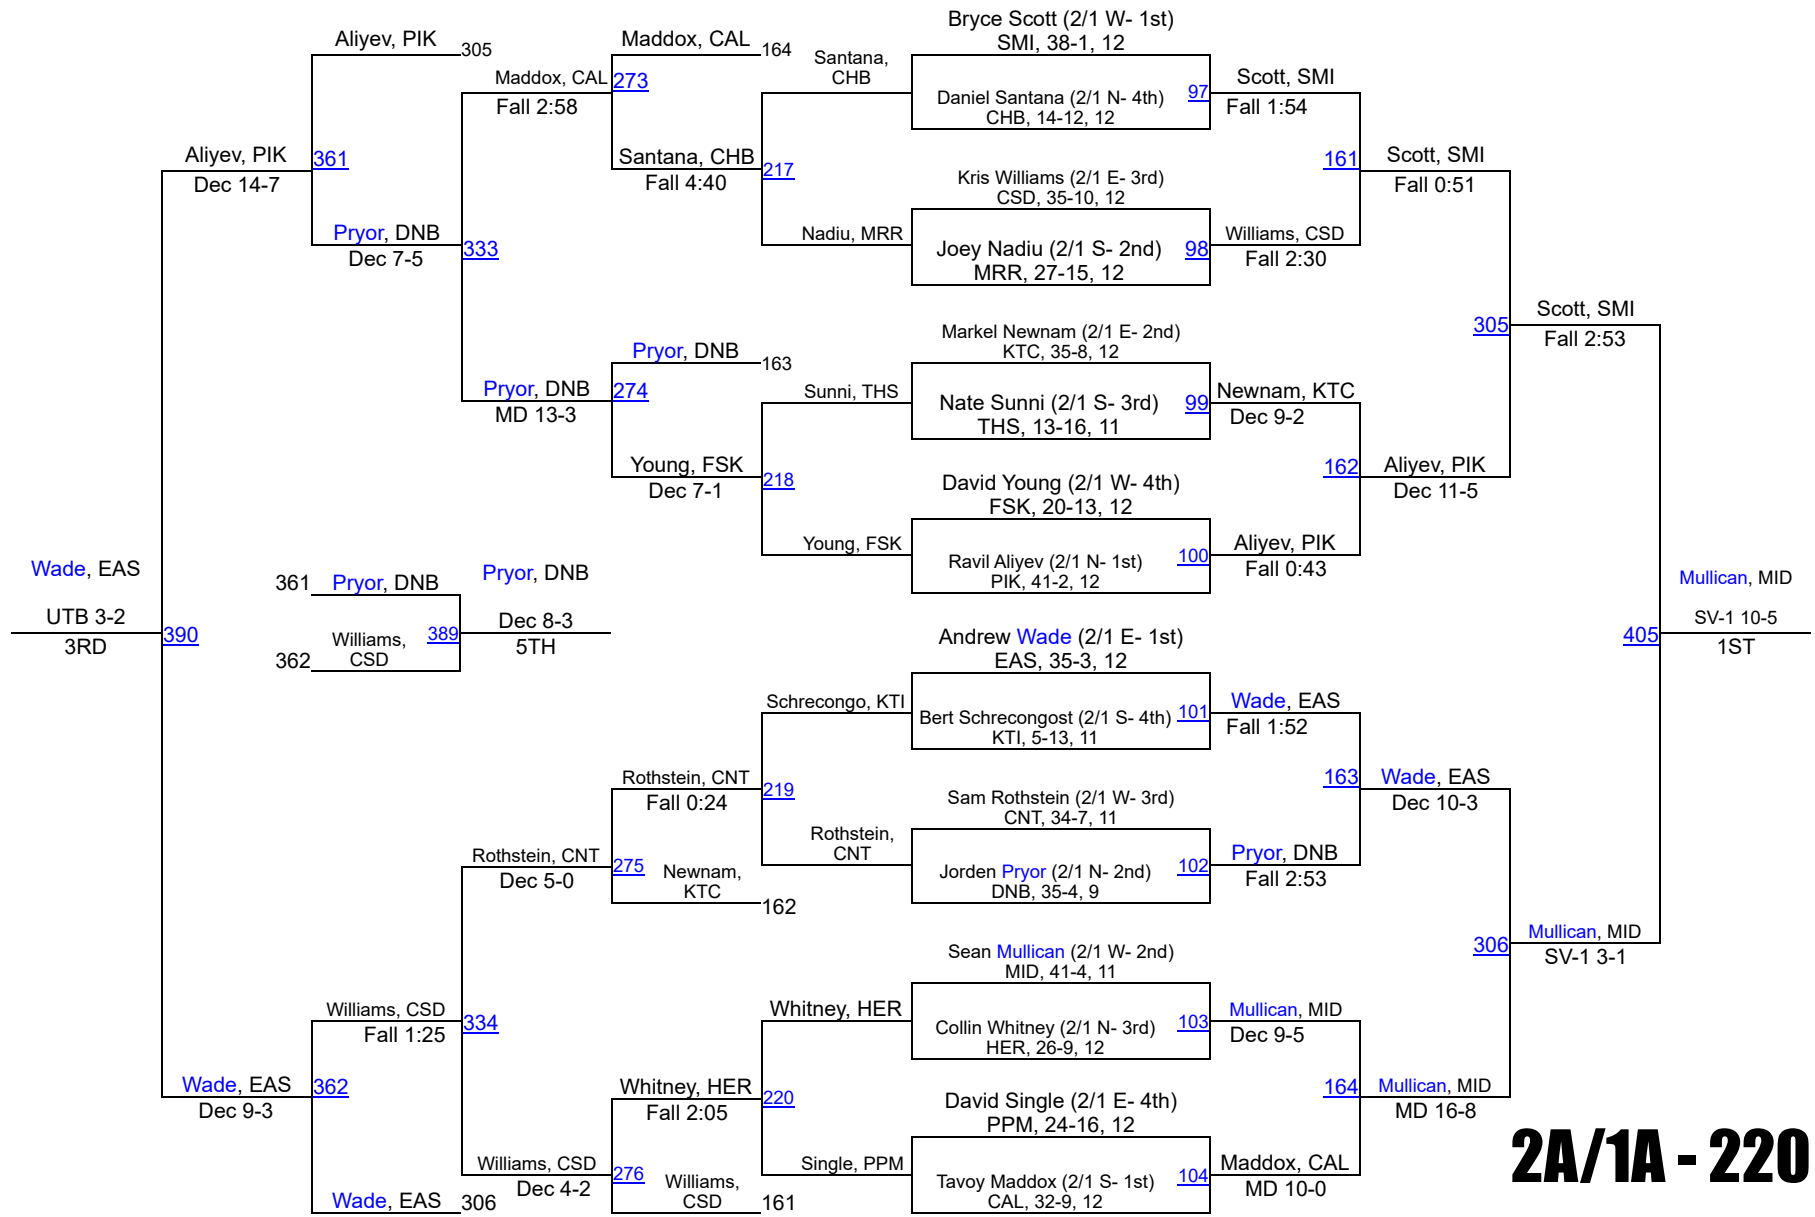 Bryce Scott (2/1 W- 1st)
SMI, 38-1, 12
Daniel Santana (2/1 N- 4th)
CHB, 14-12, 12
97
Kris Williams (2/1 E- 3rd)
CSD, 35-10, 12
Joey Nadiu (2/1 S- 2nd)
MRR, 27-15, 12
98
Markel Newnam (2/1 E- 2nd)
KTC, 35-8, 12
Nate Sunni (2/1 S- 3rd)
THS, 13-16, 11
99
David Young (2/1 W- 4th)
FSK, 20-13, 12
Ravil Aliyev (2/1 N- 1st)
PIK, 41-2, 12
100
Andrew Wade (2/1 E- 1st)
EAS, 35-3, 12
Bert Schrecongost (2/1 S- 4th)
KTI, 5-13, 11
101
Sam Rothstein (2/1 W- 3rd)
CNT, 34-7, 11
Jorden Pryor (2/1 N- 2nd)
DNB, 35-4, 9
102
Sean Mullican (2/1 W- 2nd)
MID, 41-4, 11
Collin Whitney (2/1 N- 3rd)
HER, 26-9, 12
103
David Single (2/1 E- 4th)
PPM, 24-16, 12
Tavoy Maddox (2/1 S- 1st)
CAL, 32-9, 12
104
Scott, SMI
Fall 1:54
161
Williams, CSD
Fall 2:30
Newnam, KTC
Dec 9-2
162
Aliyev, PIK
Fall 0:43
Wade, EAS
Fall 1:52
163
Pryor, DNB
Fall 2:53
Mullican, MID
Dec 9-5
164
Maddox, CAL
MD 10-0
Scott, SMI
Fall 0:51
305
Aliyev, PIK
Dec 11-5
Wade, EAS
Dec 10-3
306
Mullican, MID
MD 16-8
Scott, SMI
Fall 2:53
405
Mullican, MID
SV-1 3-1
Mullican, MID
SV-1 10-5
1ST
Santana,
CHB
217
Nadiu, MRR
Sunni, THS
218
Young, FSK
Schrecongo, KTI
219
Rothstein,
CNT
Whitney, HER
220
Single, PPM
Maddox, CAL
164
273
Santana, CHB
Fall 4:40
Pryor, DNB
163
274
Young, FSK
Dec 7-1
Rothstein, CNT
Fall 0:24
275
Newnam,
KTC
162
Whitney, HER
Fall 2:05
276
Williams,
CSD
161
Maddox, CAL
Fall 2:58
333
Pryor, DNB
MD 13-3
Rothstein, CNT
Dec 5-0
334
Williams, CSD
Dec 4-2
Aliyev, PIK
305
361
Pryor, DNB
Dec 7-5
Williams, CSD
Fall 1:25
362
Wade, EAS
306
Aliyev, PIK
Dec 14-7
390
Wade, EAS
Dec 9-3
Wade, EAS
UTB 3-2
3RD
361
Pryor, DNB
362
Williams,
CSD
389
Pryor, DNB
Dec 8-3
5TH
2A/1A - 220